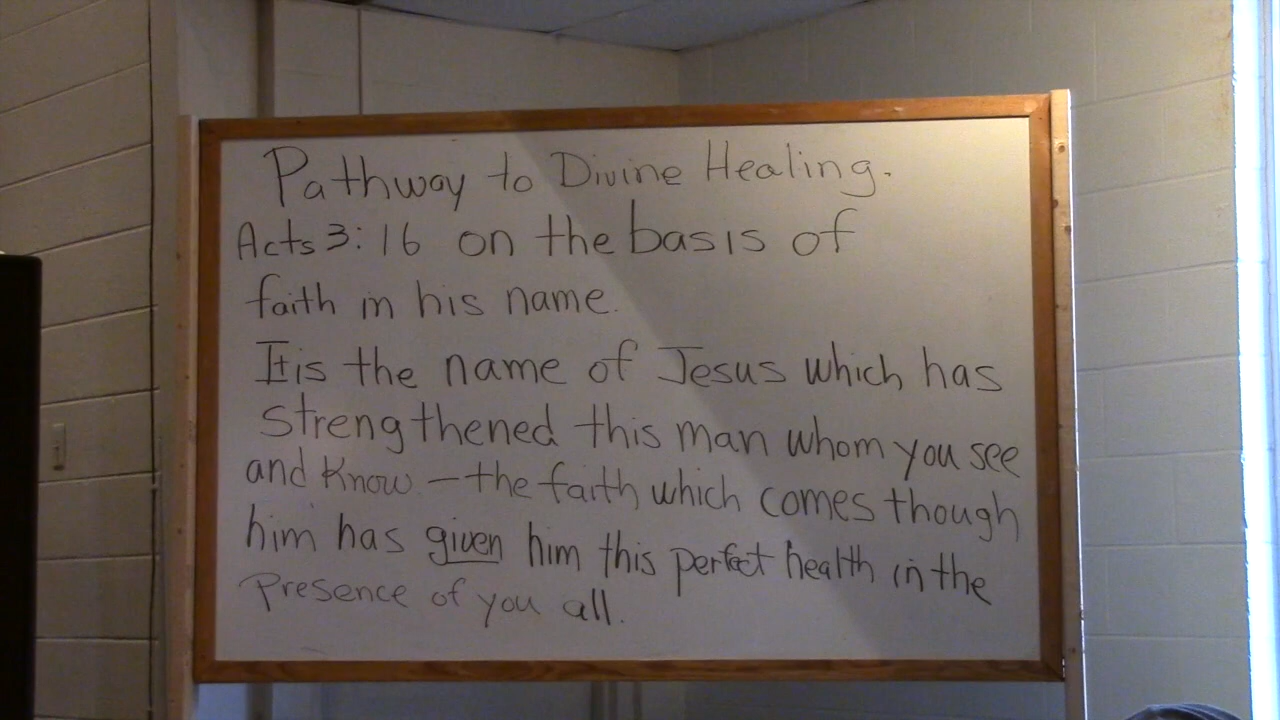 Pathway to Divine Healing.
Acts 3:16 on the basis of
faith in his name.
It is the name of Jesus which has
strengthened this man whom you see
and know – the faith which comes though
him has given him this perfect health in the
presence of you all.